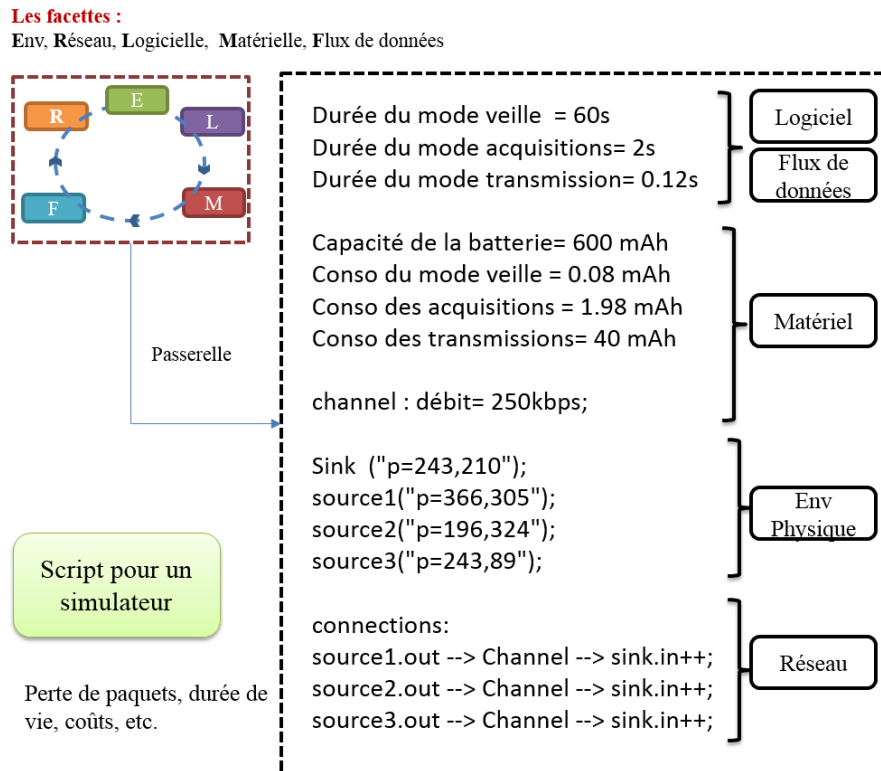 Les facettes :
Env, Réseau, Logicielle, Matérielle, Flux de données
E
R
L
F
M
Passerelle
Script pour un
simulateur
Perte de paquets, durée de
vie, coûts, etc.
Durée du mode veille = 60s
Durée du mode acquisitions= 2s
Durée du mode transmission= 0.12s
Logiciel
Flux de
données
Capacité de la batterie= 600 mAh
Conso du mode veille = 0.08 mAh
Conso des acquisitions = 1.98 mAh
Conso des transmissions= 40 mAh
channel : débit= 250kbps;
Matériel
Sink ("p=243,210");
source1("p=366,305");
source2("p=196,324");
source3("p=243,89");
Env
Physique
connections:
source1.out --> Channel --> sink.in++;
source2.out --> Channel --> sink.in++;
source3.out --> Channel --> sink.in++;
Réseau